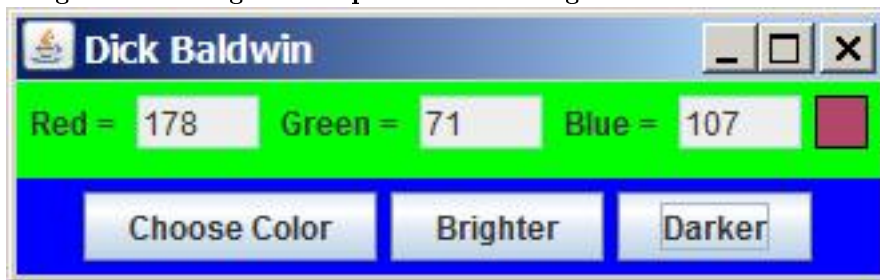 Dick Baldwin
Red = 178 Green = 71 Blue = 107
Choose Color Brighter Darker